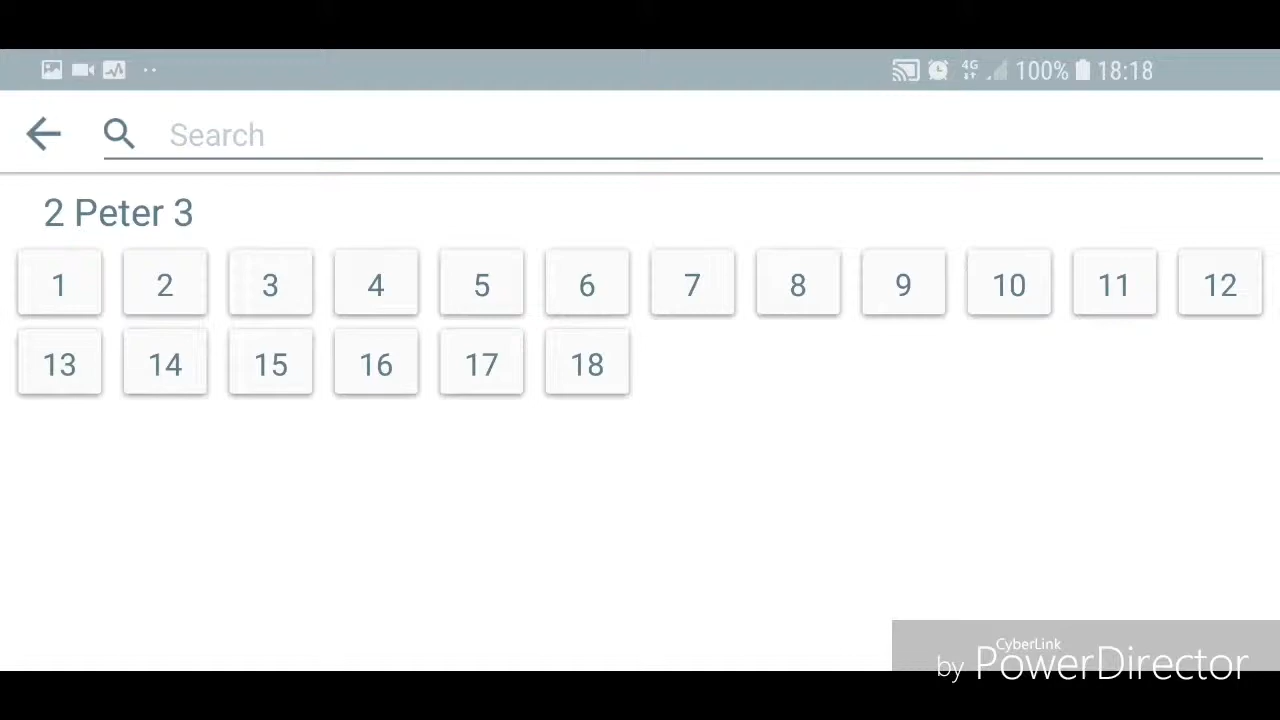 4G 100% 18:18
Search
2 Peter 3
1 2 3 4 5 6 7 8 9 10 11 12
13 14 15 16 17 18
CyberLink
by PowerDirector